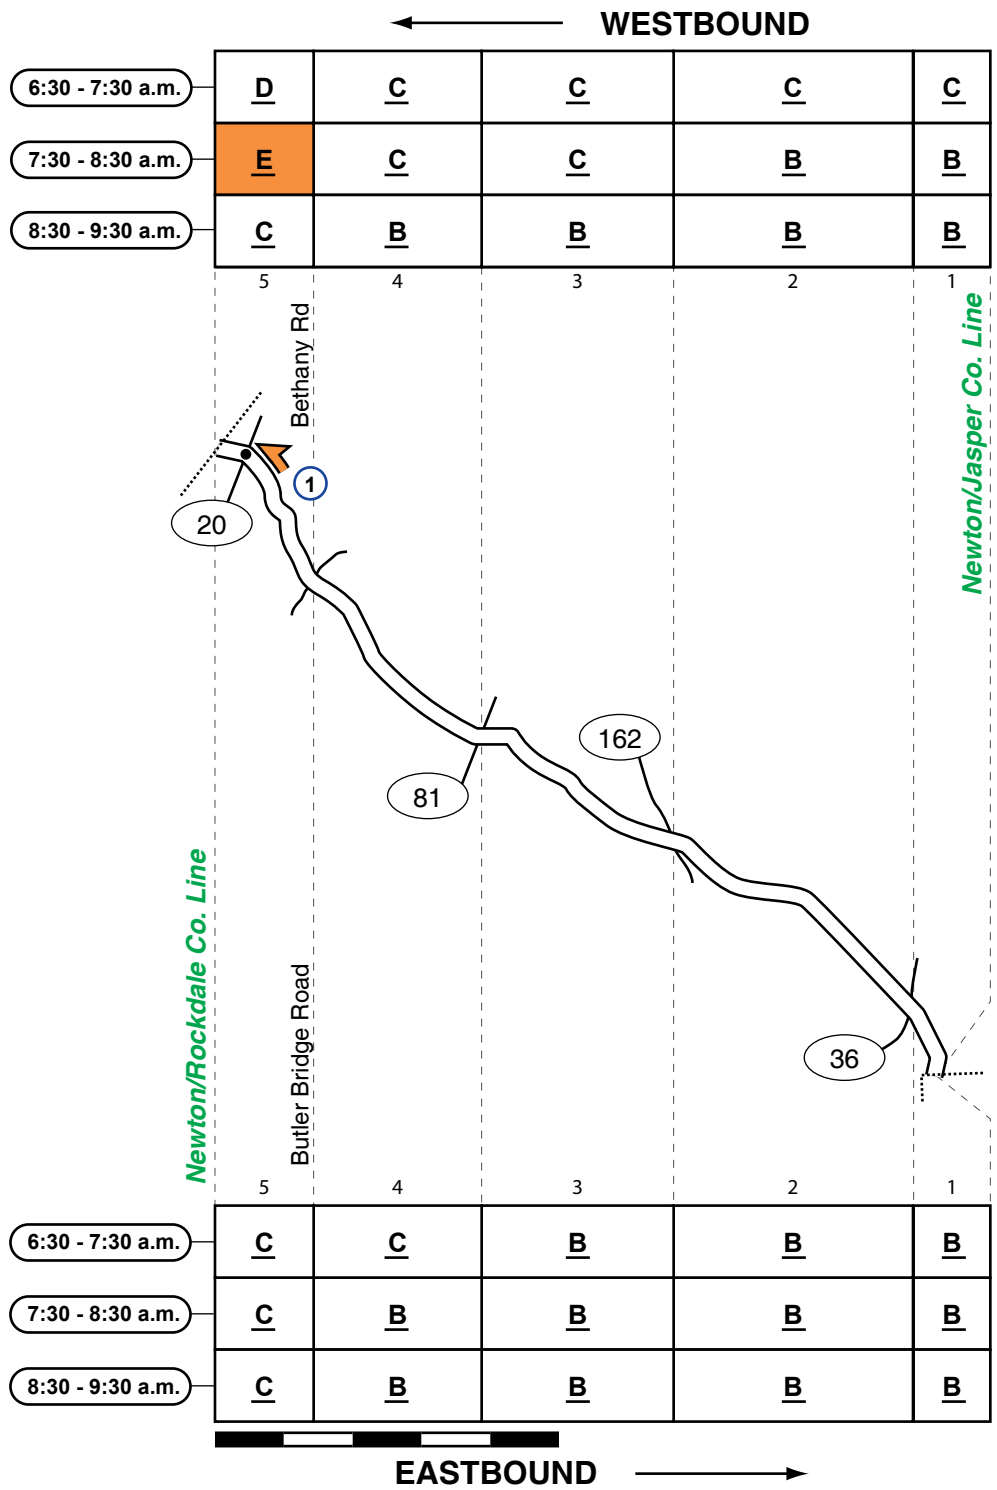 WESTBOUND
6:30 - 7:30 a.m. D C C C C
7:30 - 8:30 a.m. E C C B B
8:30 - 9:30 a.m. C B B B B
5 4 3 2 1
Bethany Rd
Newton/Jasper Co. Line
1
20
162
81
36
Newton/Rockdale Co. Line
Butler Bridge Road
5 4 3 2 1
6:30 - 7:30 a.m. C C B B B
7:30 - 8:30 a.m. C B B B B
8:30 - 9:30 a.m. C B B B B
EASTBOUND